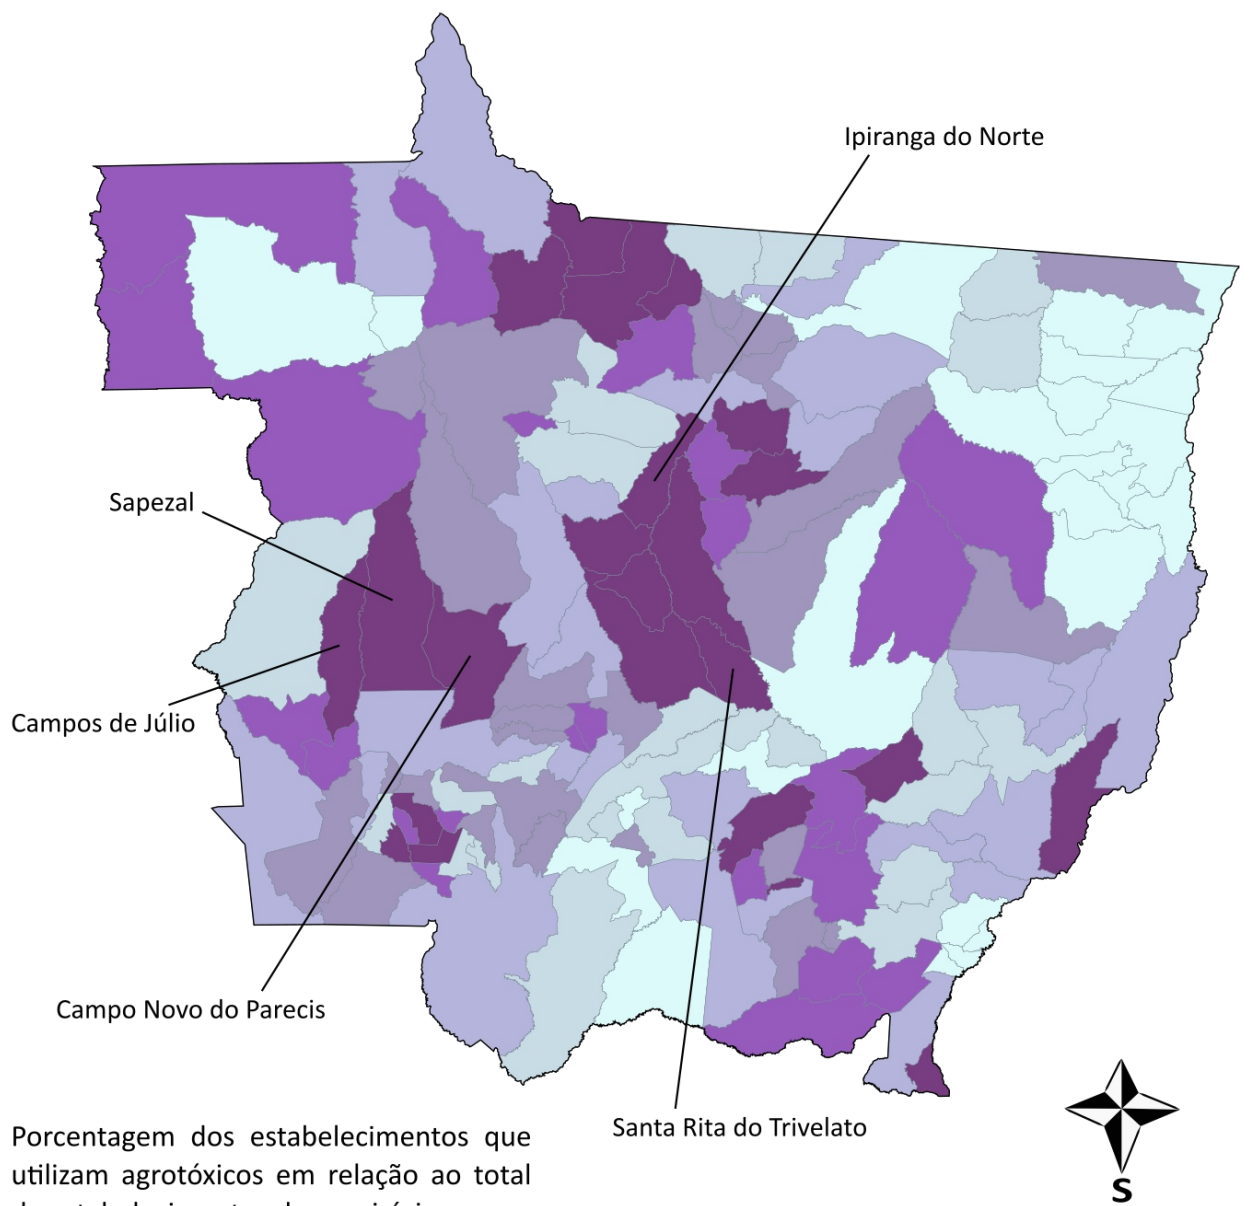 Ipiranga do Norte
Sapezal
Campos de Júlio
Campo Novo do Parecis
Santa Rita do Trivelato
Porcentagem dos estabelecimentos que
utilizam agrotóxicos em relação ao total
S